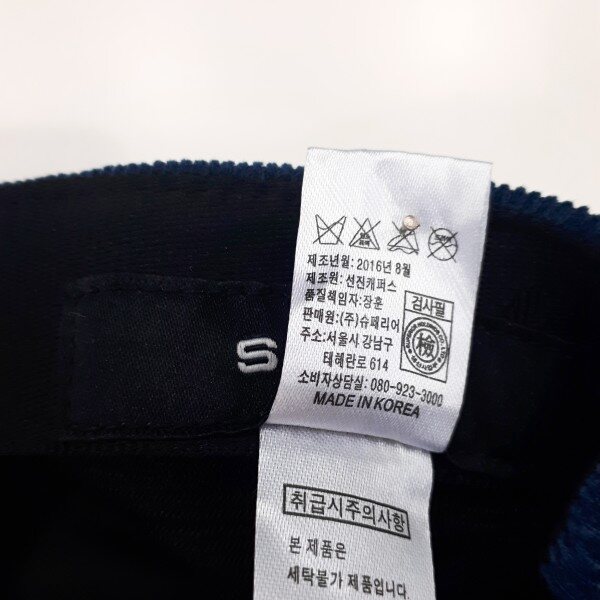 제조년월: 2016년 8월
제조원: 선진캐퍼스
품질책임자: 장훈
판매원: (주)슈페리어
주소: 서울시 강남구
테헤란로 614
소비자상담실: 080-923-3000
MADE IN KOREA
검사필
檢
S
취급시주의사항
본 제품은
세탁불가 제품입니다.